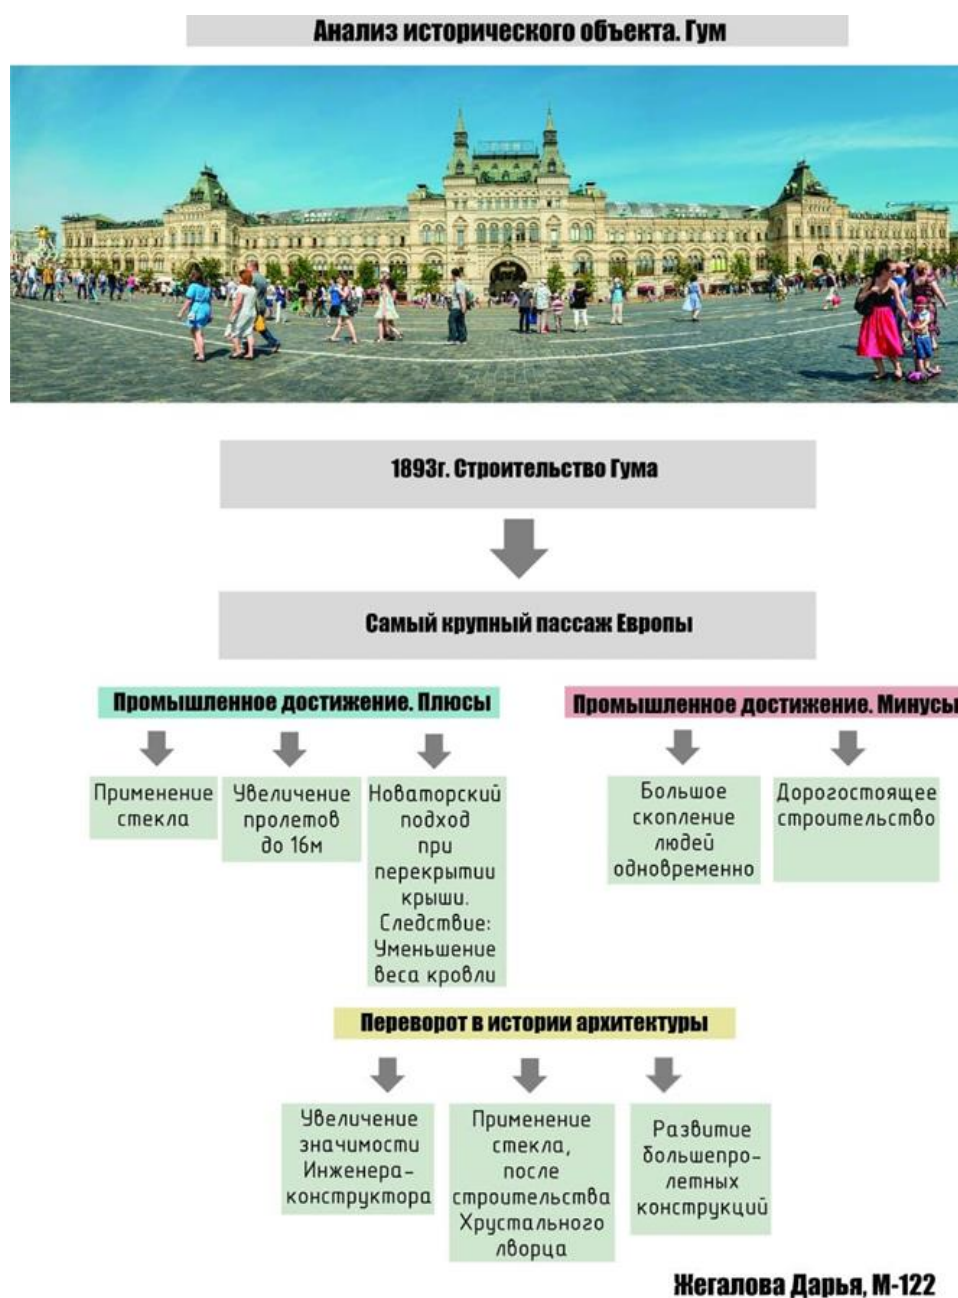 Анализ исторического объекта. Гум
1893г. Строительство Гума
Самый крупный пассаж Европы
Промышленное достижение. Плюсы
Промышленное достижение. Минусы
Применение
стекла
Увеличение
пролетов
до 16м
Новаторский
подход
при
перекрытии
крыши.
Следствие:
Уменьшение
веса кровли
Большое
скопление
людей
одновременно
Дорогостоящее
строительство
Переворот в истории архитектуры
Увеличение
значимости
Инженера-
конструктора
Применение
стекла,
после
строительства
Хрустального
лворца
Развитие
большепро-
летных
конструкций
Жегалова Дарья, М-122